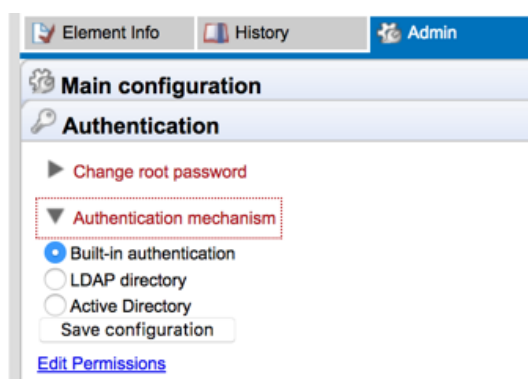 Element Info History Admin
Main configuration
Authentication
Change root password
Authentication mechanism
Built-in authentication
LDAP directory
Active Directory
Save configuration
Edit Permissions